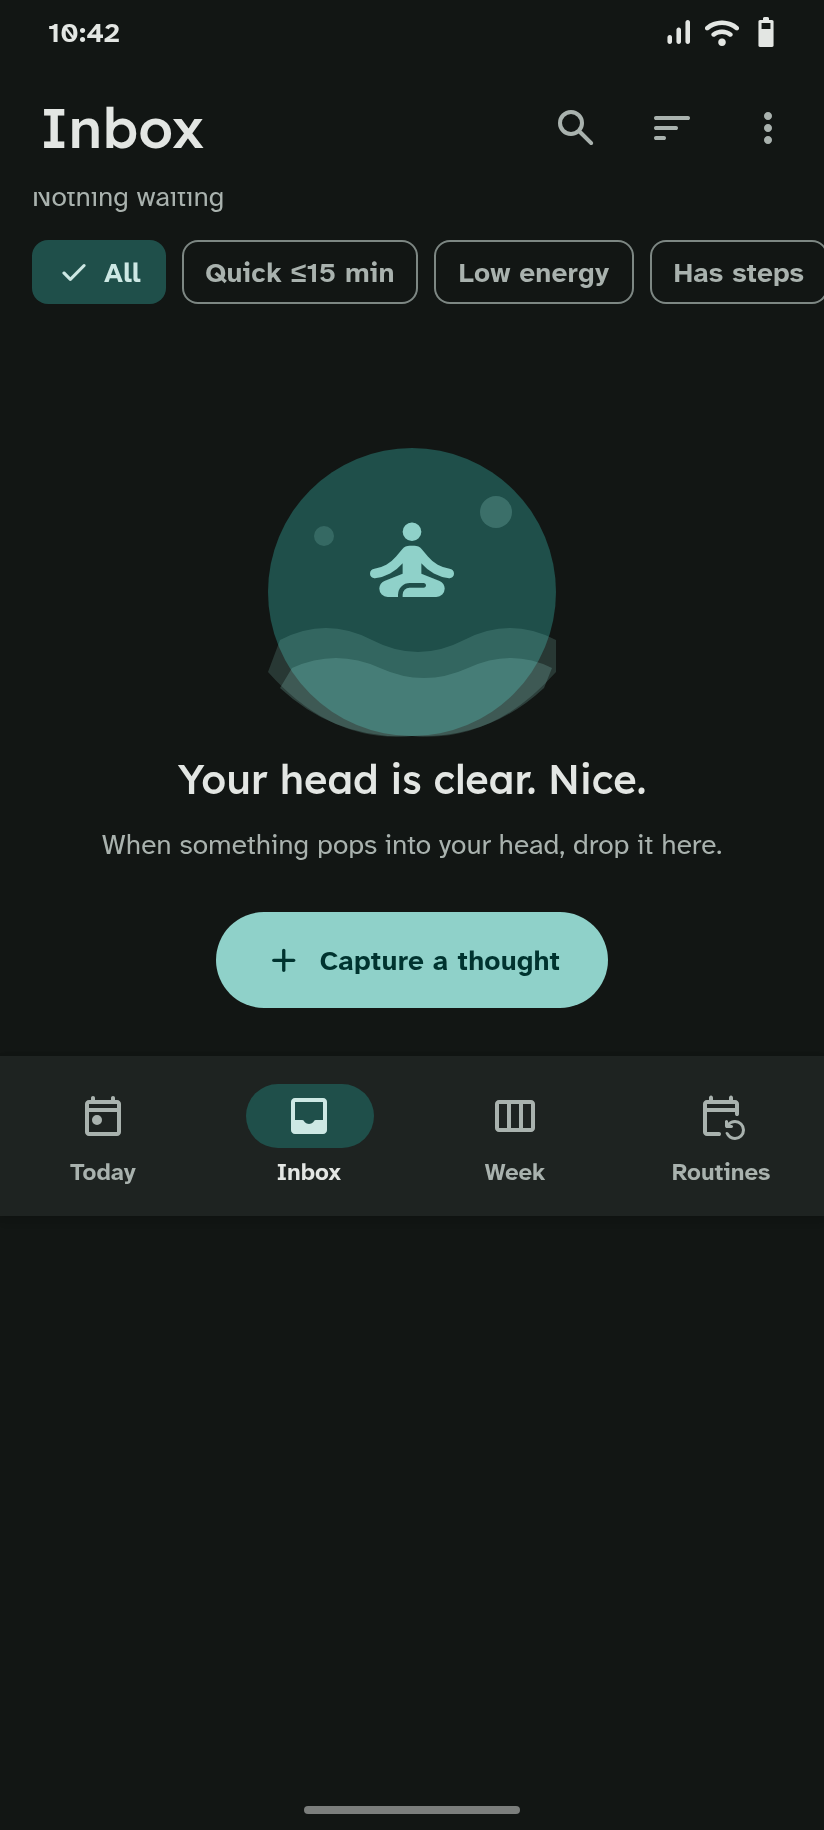 10:42
Inbox
Nothing waiting
All
Quick ≤15 min
Low energy
Has steps
Your head is clear. Nice.
When something pops into your head, drop it here.
Capture a thought
Today
Inbox
Week
Routines